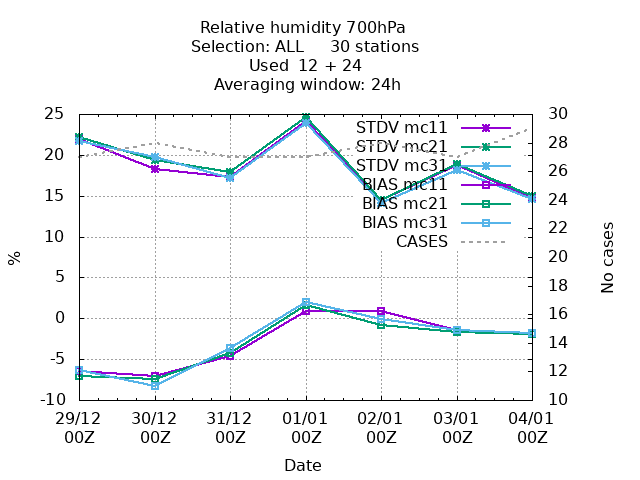 Relative humidity 700hPa
Selection: ALL     30 stations
Used  12 + 24
Averaging window: 24h
25
20
15
10
5
0
-5
-10
%
30
28
26
24
22
20
18
16
14
12
10
No cases
STDV mc11
STDV mc21
STDV mc31
BIAS mc11
BIAS mc21
BIAS mc31
CASES
29/12 30/12 31/12 01/01 02/01 03/01 04/01
00Z 00Z 00Z 00Z 00Z 00Z 00Z
Date